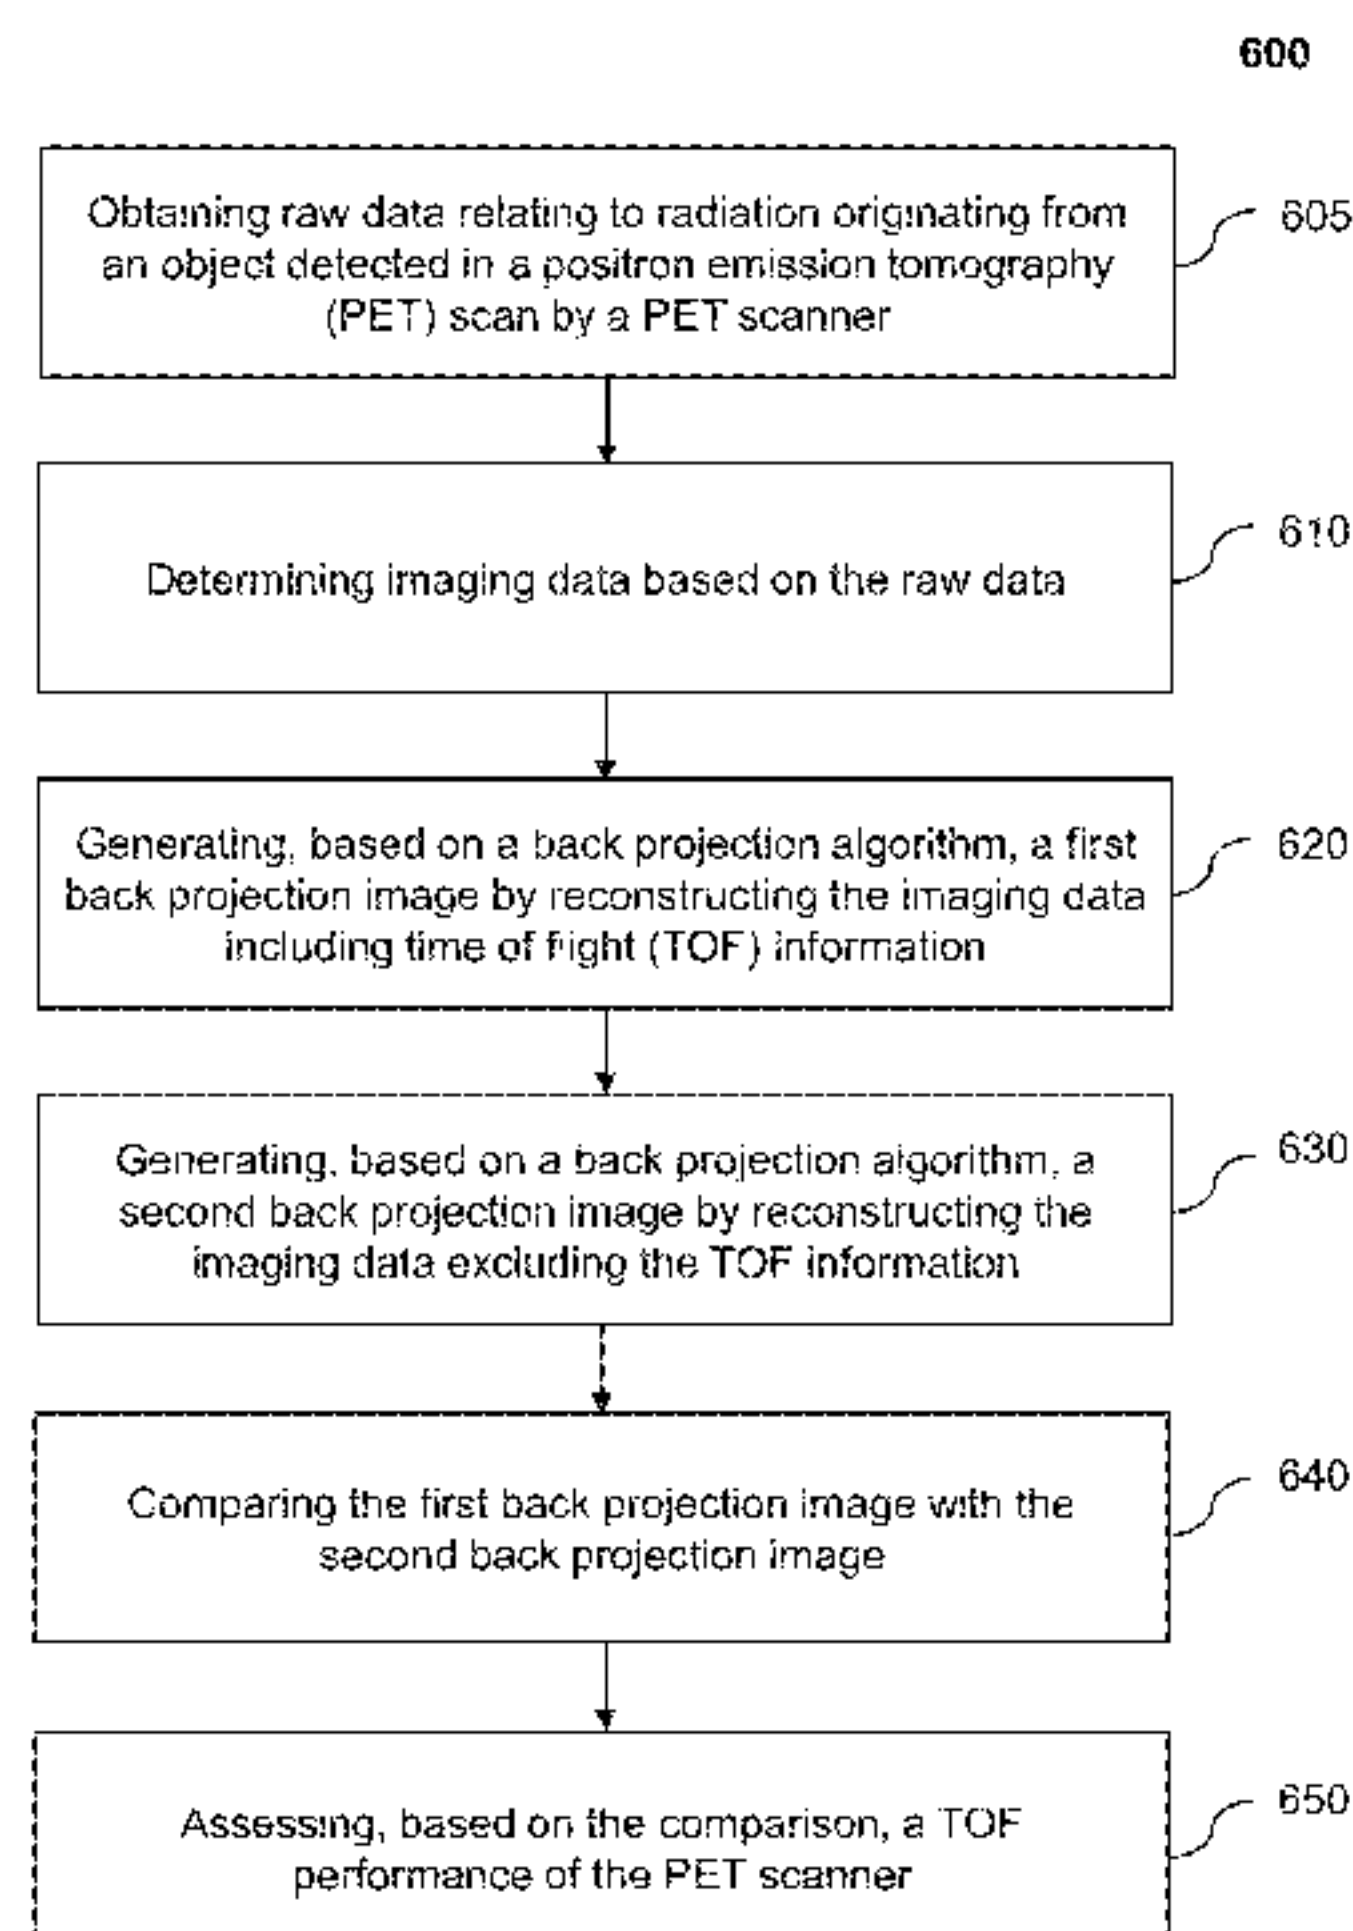 600
Obtaining raw data relating to radiation originating from
an object detected in a positron emission tomography
(PET) scan by a PET scanner
605
Determining imaging data based on the raw data
610
Generating, based on a back projection algorithm, a first
back projection image by reconstructing the imaging data
including time of flight (TOF) information
620
Generating, based on a back projection algorithm, a
second back projection image by reconstructing the
imaging data excluding the TOF information
630
Comparing the first back projection image with the
second back projection image
640
Assessing, based on the comparison, a TOF
performance of the PET scanner
650